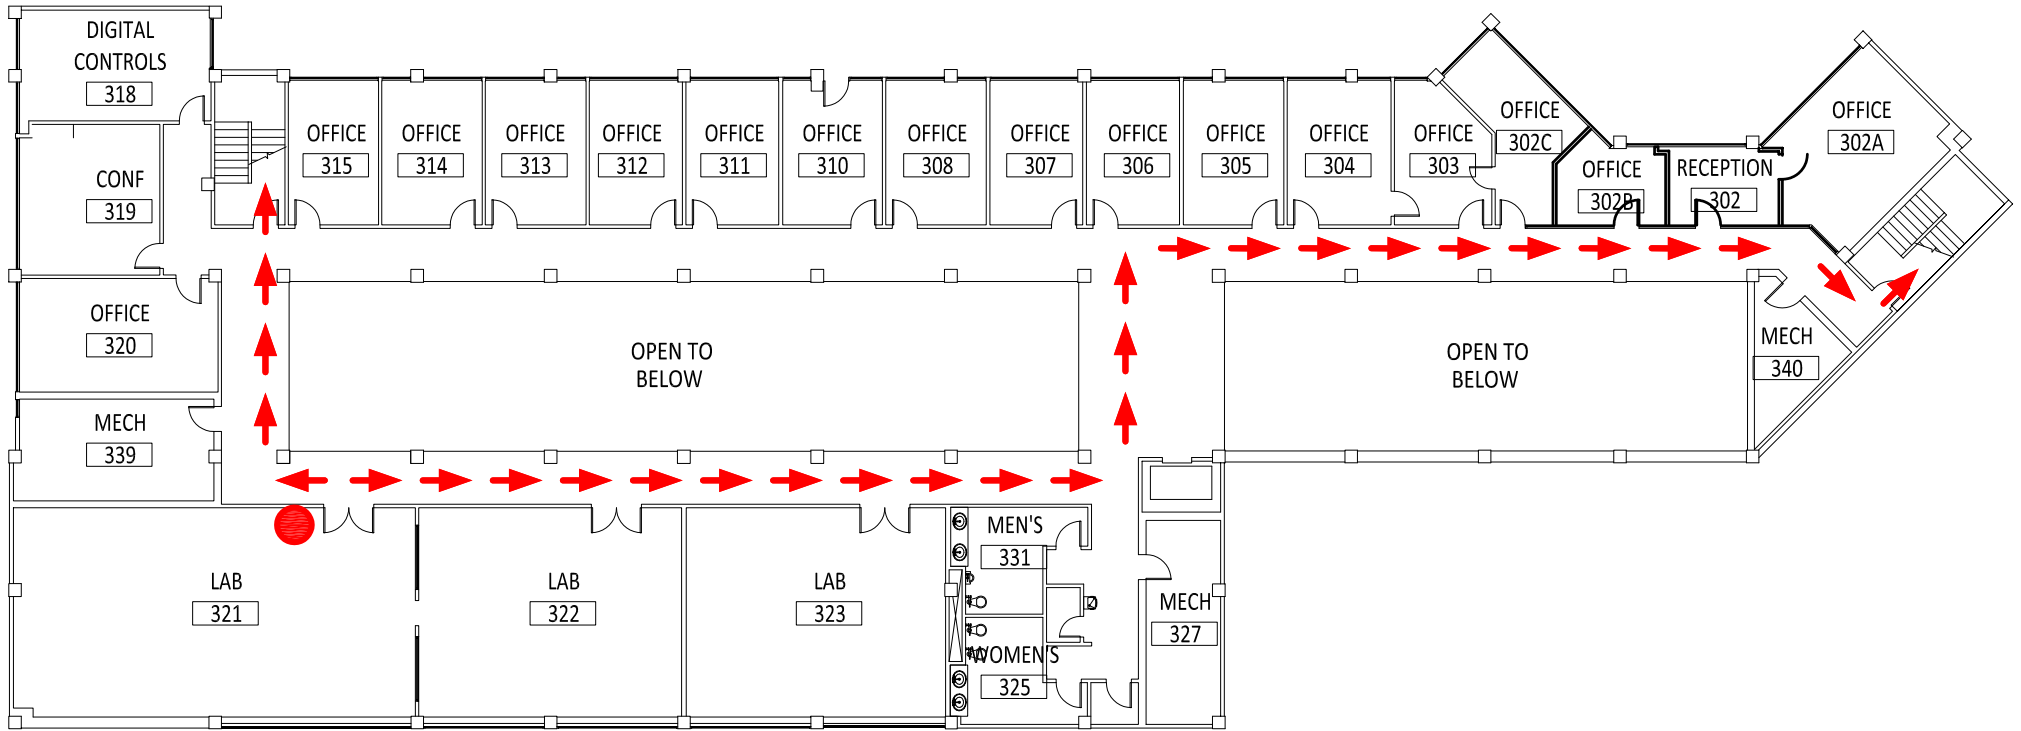 DIGITAL
CONTROLS
318
CONF
319
OFFICE
320
MECH
339
OFFICE
315
OFFICE
314
OFFICE
313
OFFICE
312
OFFICE
311
OFFICE
310
OFFICE
308
OFFICE
307
OFFICE
306
OFFICE
305
OFFICE
304
OFFICE
303
OFFICE
302C
OFFICE
302B
RECEPTION
302
OFFICE
302A
OPEN TO
BELOW
OPEN TO
BELOW
MECH
340
LAB
321
LAB
322
LAB
323
MEN'S
331
WOMEN'S
325
MECH
327